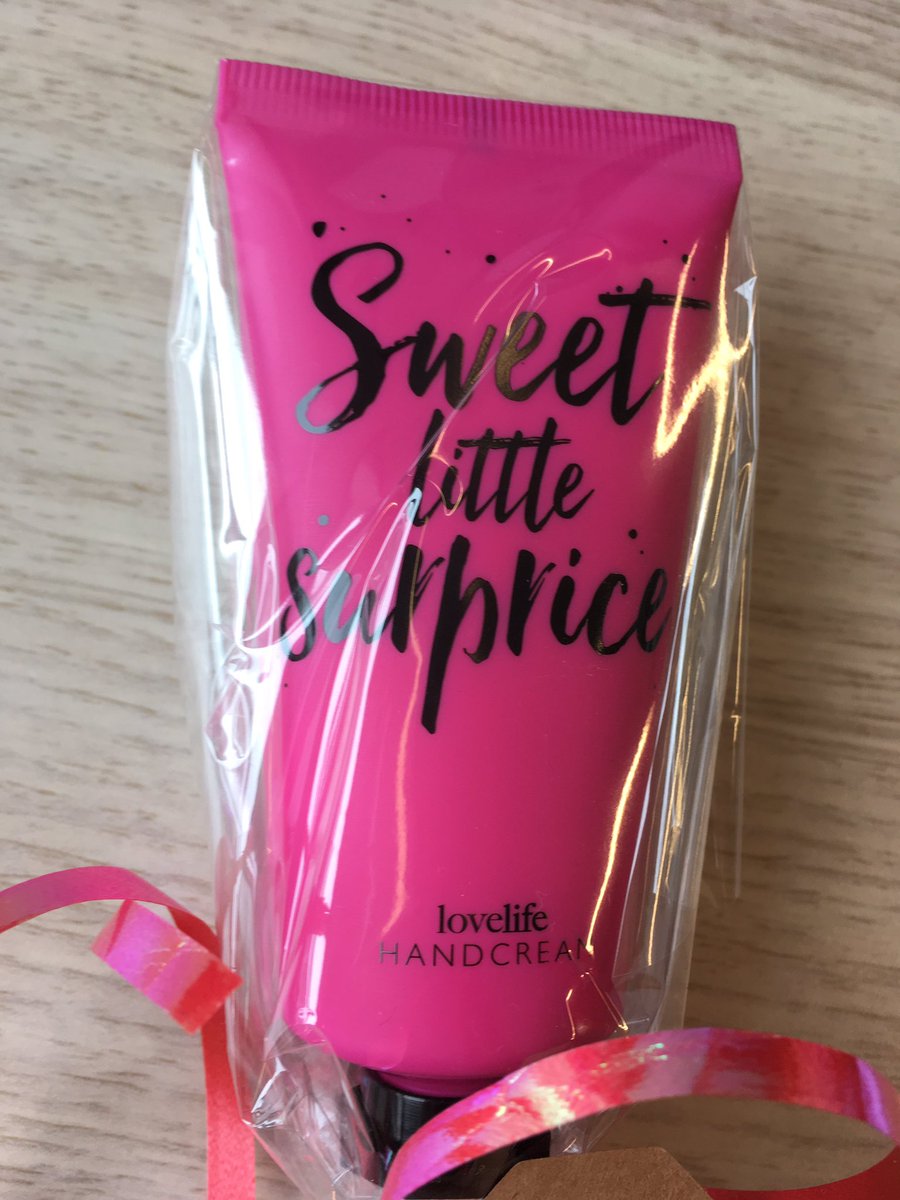 Sweet
little
surprice
lovelife
HANDCREAM